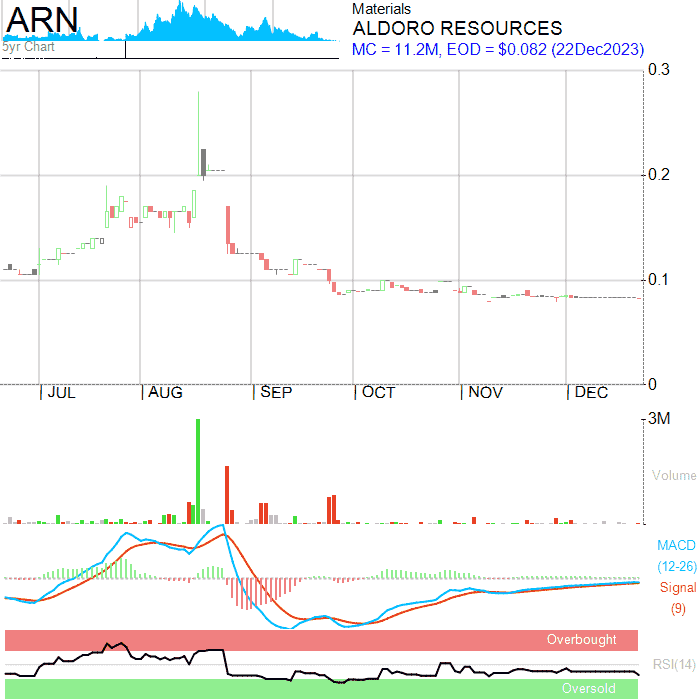 ARN
5yr Chart
Materials
ALDORO RESOURCES
MC = 11.2M, EOD = $0.082 (22Dec2023)
0.3
0.2
0.1
0
JUL AUG SEP OCT NOV DEC
3M
Volume
MACD
(12-26)
Signal
(9)
Overbought
RSI(14)
Oversold